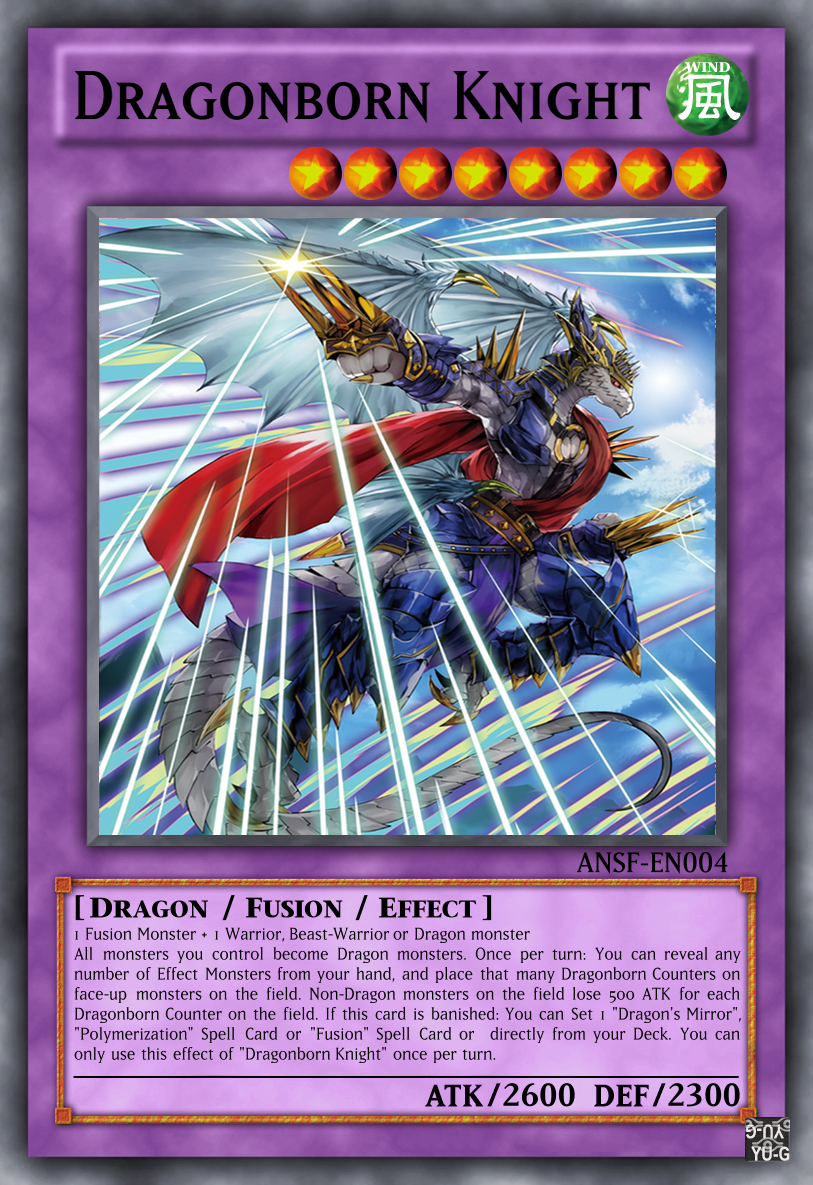 Dragonborn Knight
WIND
風
ANSF-EN004
[ Dragon / Fusion / Effect ]
1 Fusion Monster + 1 Warrior, Beast-Warrior or Dragon monster
All monsters you control become Dragon monsters. Once per turn: You can reveal any
number of Effect Monsters from your hand, and place that many Dragonborn Counters on
face-up monsters on the field. Non-Dragon monsters on the field lose 500 ATK for each
Dragonborn Counter on the field. If this card is banished: You can Set 1 "Dragon's Mirror",
"Polymerization" Spell Card or "Fusion" Spell Card or directly from your Deck. You can
only use this effect of "Dragonborn Knight" once per turn.
ATK/2600 DEF/2300
YU-G
YU-G